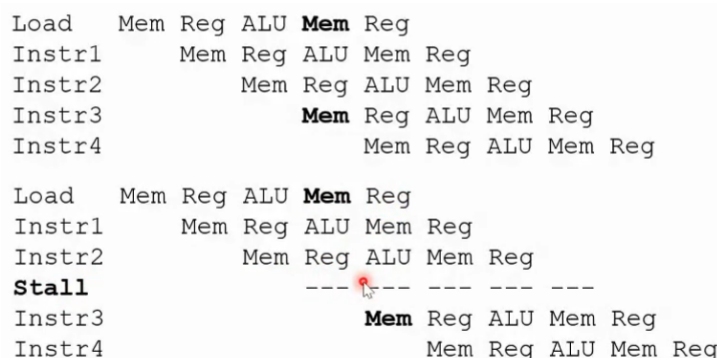 Load Mem Reg ALU Mem Reg
Instr1 Mem Reg ALU Mem Reg
Instr2 Mem Reg ALU Mem Reg
Instr3 Mem Reg ALU Mem Reg
Instr4 Mem Reg ALU Mem Reg
Load Mem Reg ALU Mem Reg
Instr1 Mem Reg ALU Mem Reg
Instr2 Mem Reg ALU Mem Reg
Stall --- --- --- --- ---
Instr3 Mem Reg ALU Mem Reg
Instr4 Mem Reg ALU Mem Reg